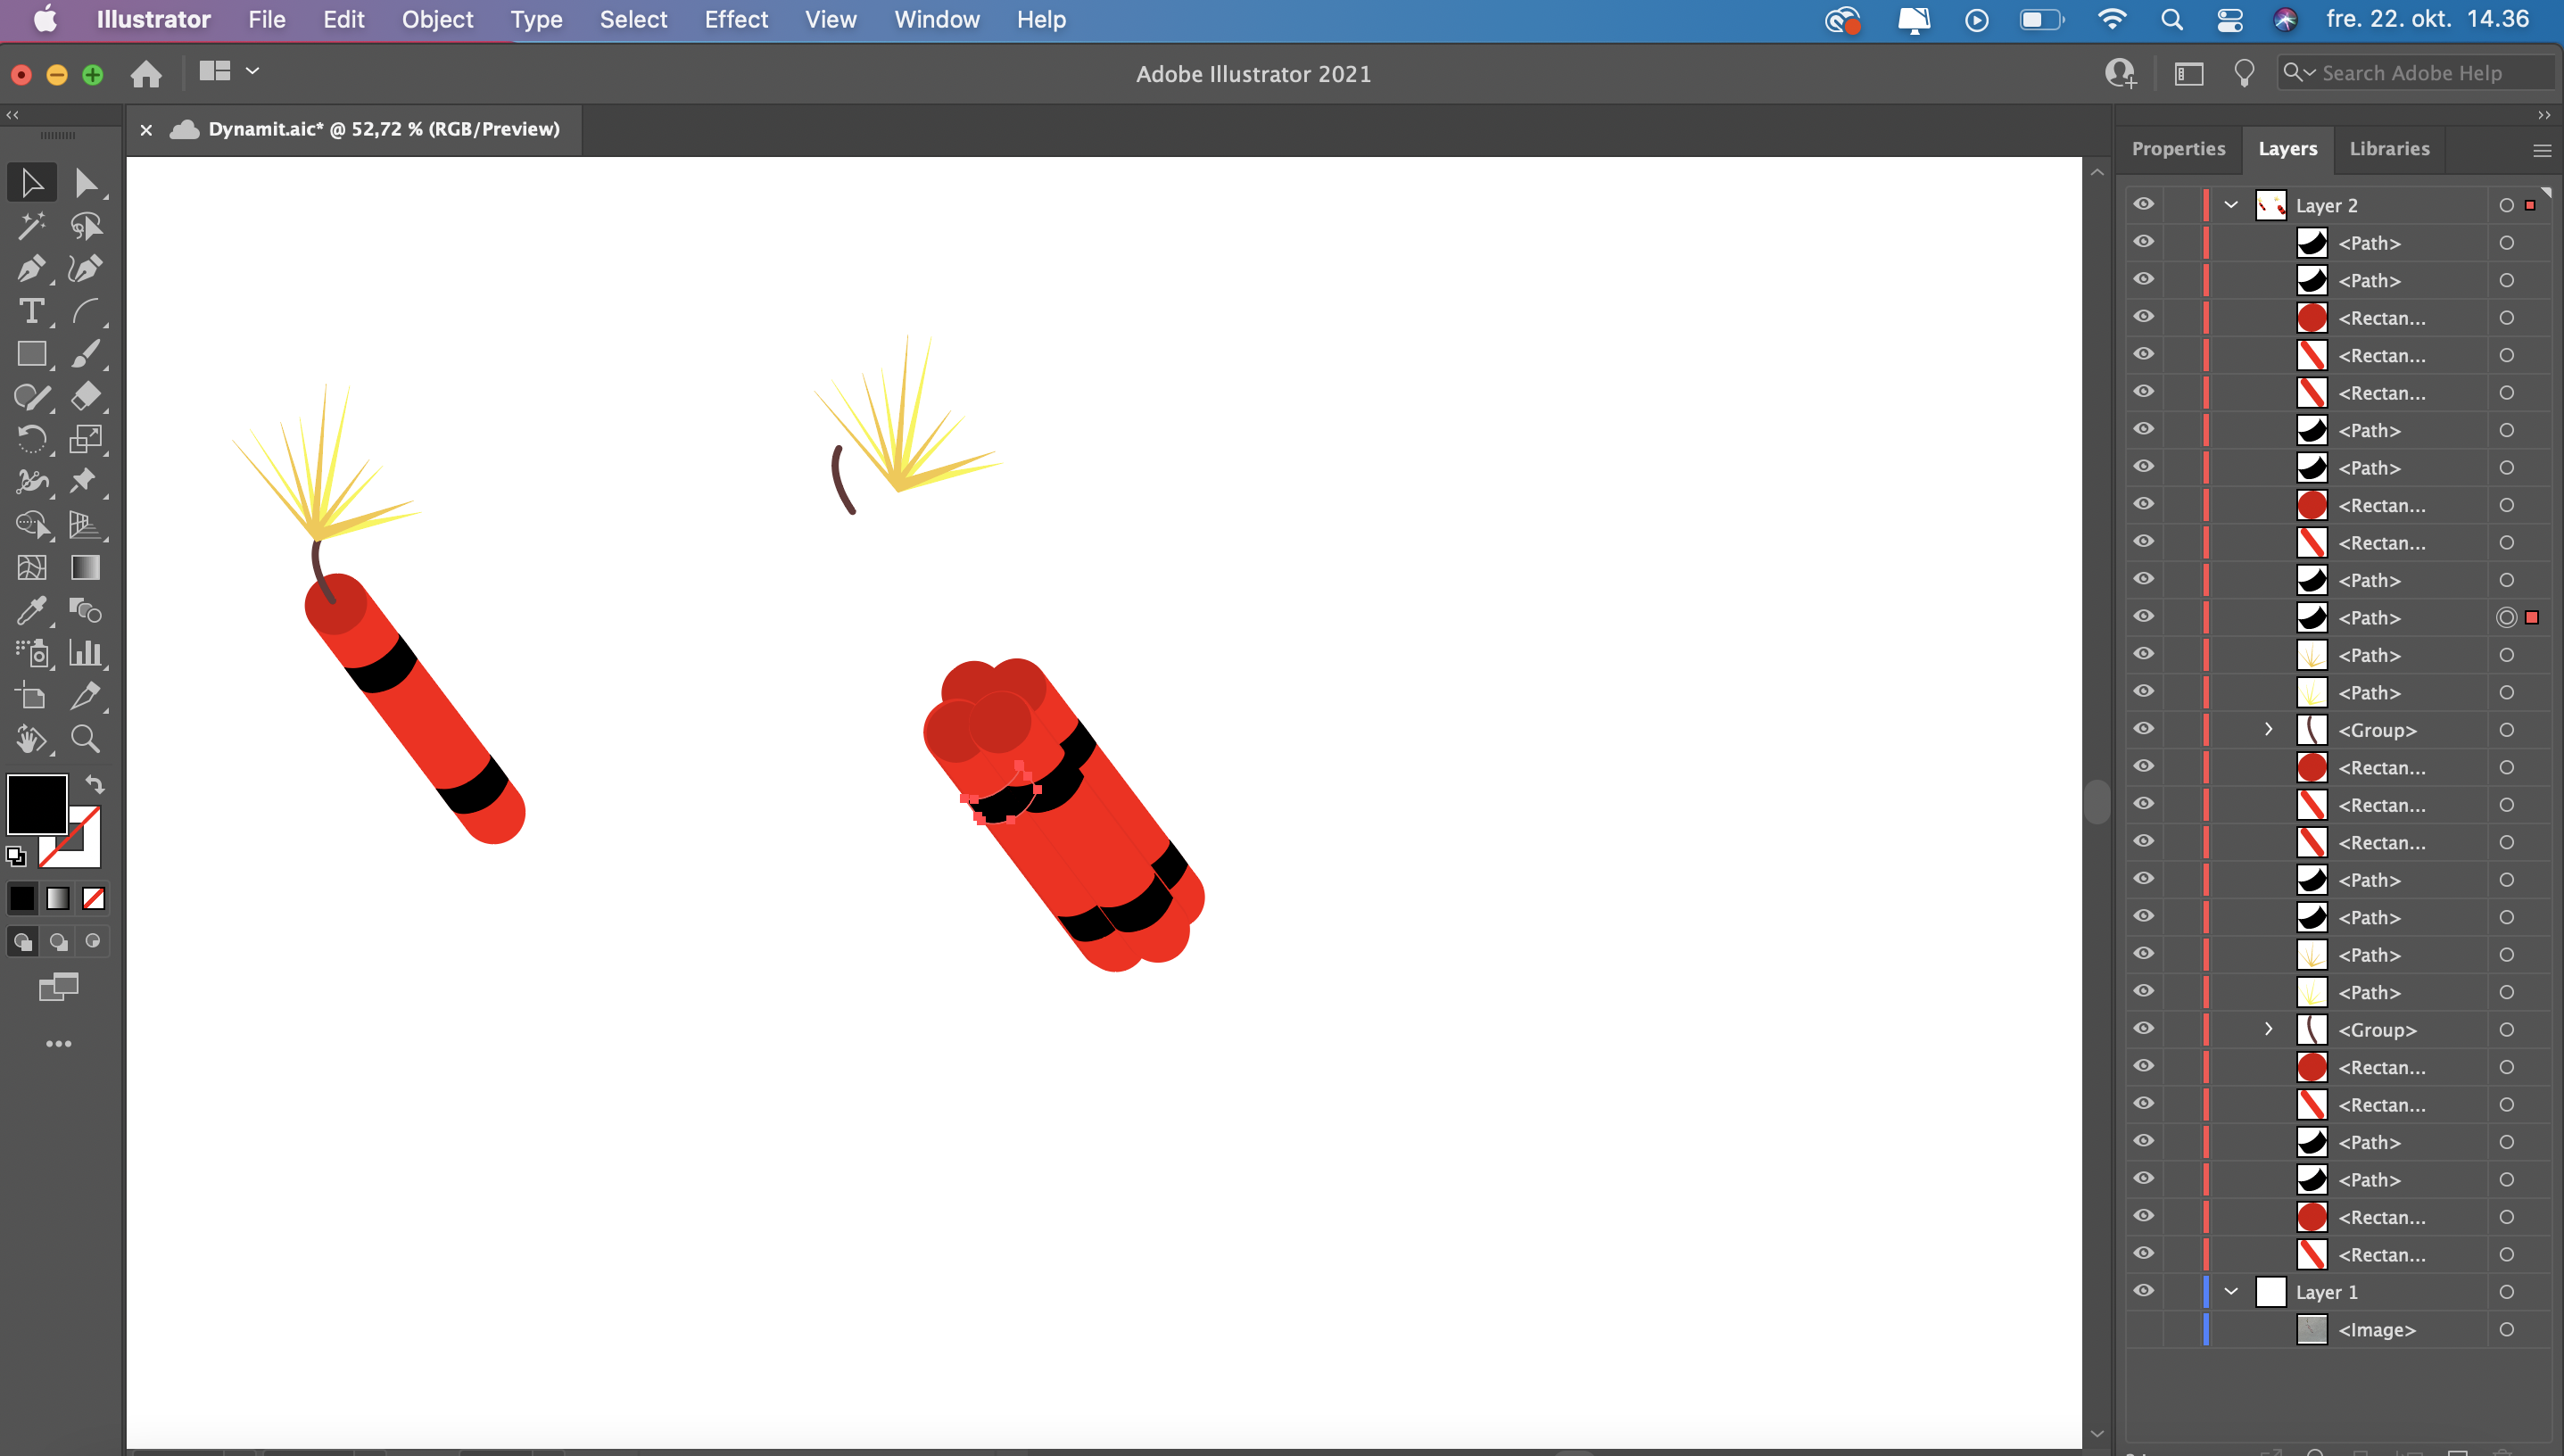 Illustrator File Edit Object Type Select Effect View Window Help fre. 22. okt. 14.36
Adobe Illustrator 2021
Search Adobe Help
Dynamit.aic* @ 52,72 % (RGB/Preview)
Properties Layers Libraries
Layer 2
<Path>
<Path>
<Rectan...
<Rectan...
<Rectan...
<Path>
<Path>
<Rectan...
<Rectan...
<Path>
<Path>
<Path>
<Path>
<Group>
<Rectan...
<Rectan...
<Rectan...
<Path>
<Path>
<Path>
<Path>
<Group>
<Rectan...
<Rectan...
<Path>
<Path>
<Rectan...
<Rectan...
Layer 1
<Image>